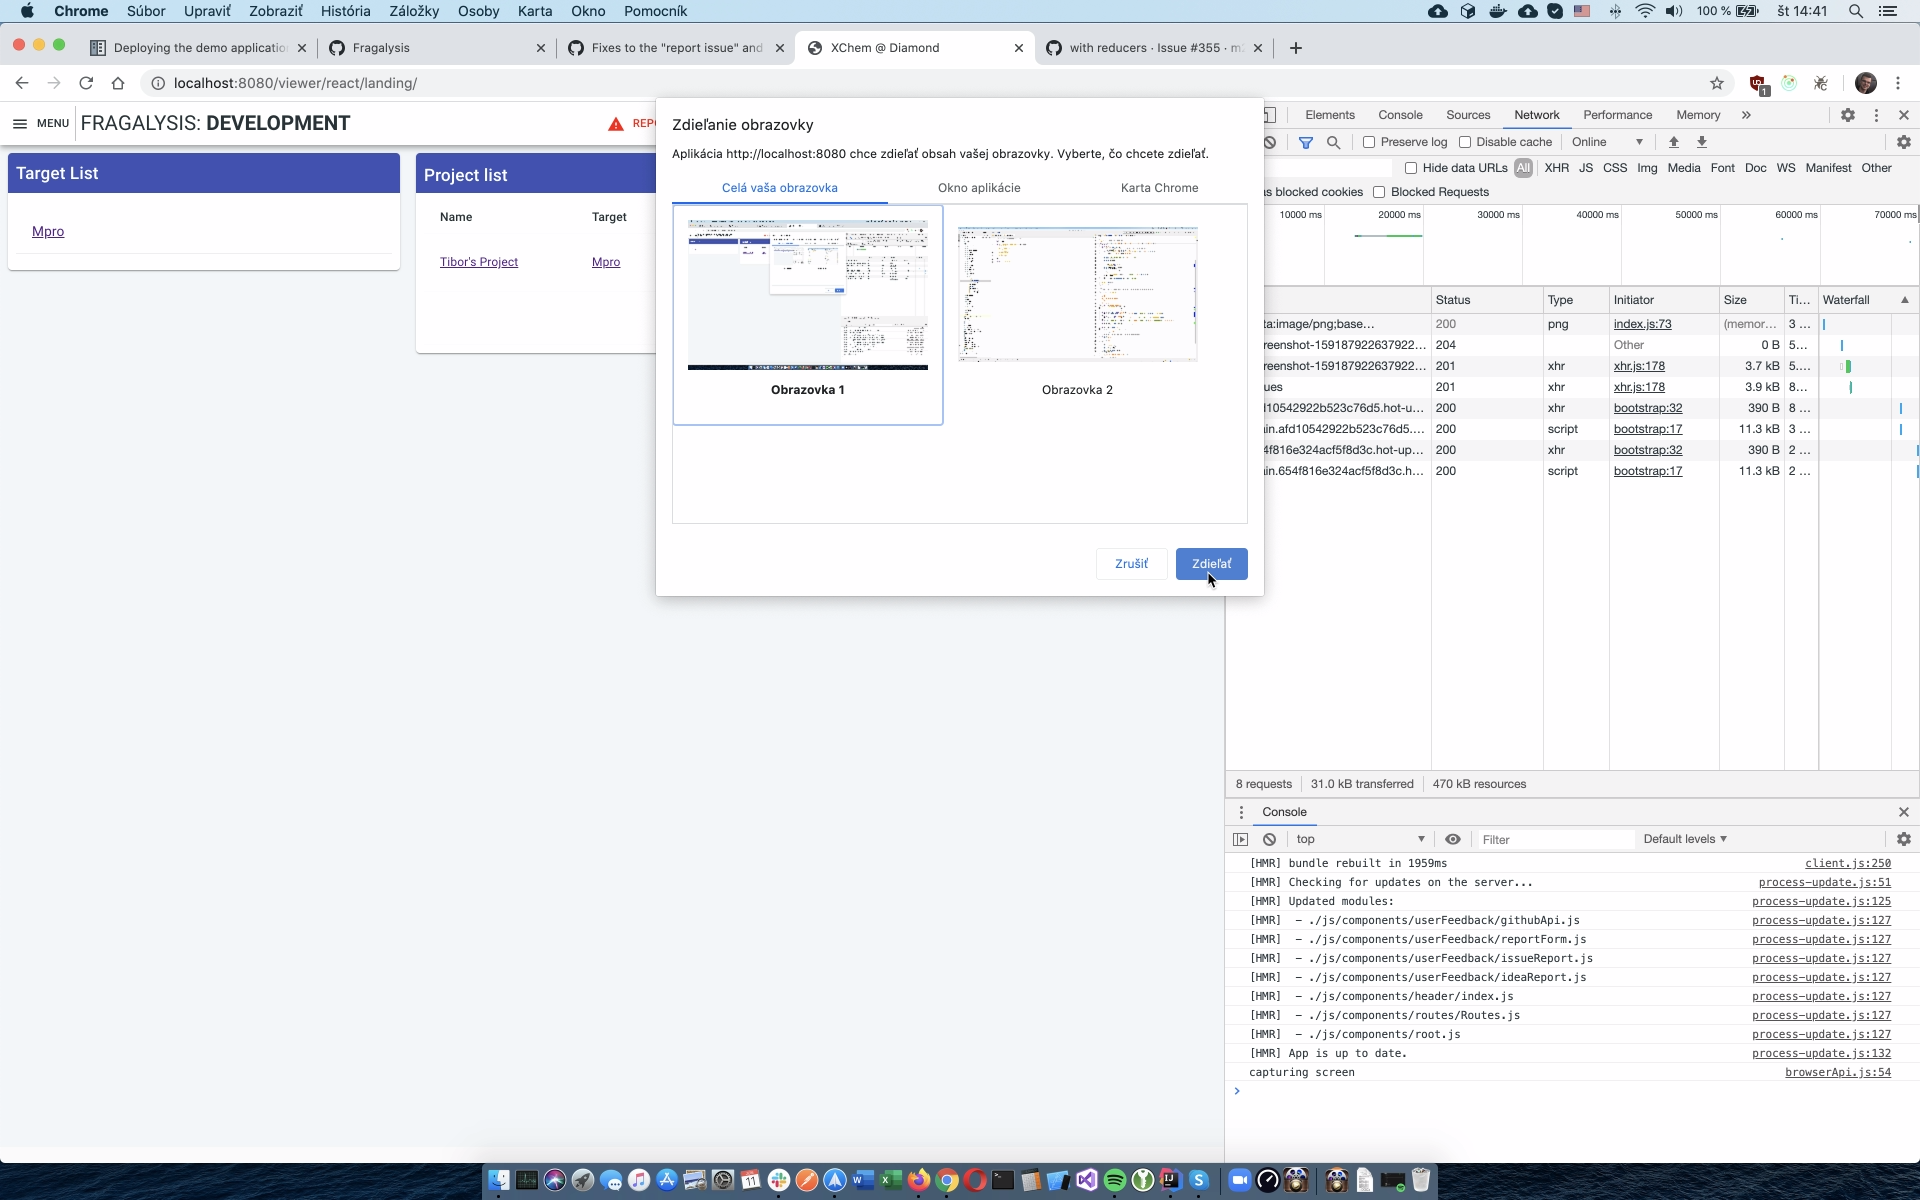 Chrome Súbor Upraviť Zobraziť História Záložky Osoby Karta Okno Pomocník 100 % št 14:41
Deploying the demo applicatio Fragalysis Fixes to the "report issue" and XChem @ Diamond with reducers · Issue #355 · m
localhost:8080/viewer/react/landing/
1
MENU FRAGALYSIS: DEVELOPMENT
Target List
Mpro
Project list
Name Target
Tibor's Project Mpro
Zdieľanie obrazovky
Aplikácia http://localhost:8080 chce zdieľať obsah vašej obrazovky. Vyberte, čo chcete zdieľať.
Celá vaša obrazovka Okno aplikácie Karta Chrome
Obrazovka 1 Obrazovka 2
Zrušiť Zdieľať
Elements Console Sources Network Performance Memory
Preserve log Disable cache Online
Hide data URLs All XHR JS CSS Img Media Font Doc WS Manifest Other
s blocked cookies Blocked Requests
10000 ms 20000 ms 30000 ms 40000 ms 50000 ms 60000 ms 70000 ms
Status Type Initiator Size Ti... Waterfall
ta:image/png;base... 200 png index.js:73 (memor... 3 ...
reenshot-159187922637922... 204 Other 0 B 5...
reenshot-159187922637922... 201 xhr xhr.js:178 3.7 kB 5....
ues 201 xhr xhr.js:178 3.9 kB 8...
10542922b523c76d5.hot-u... 200 xhr bootstrap:32 390 B 8 ...
in.afd10542922b523c76d5.... 200 script bootstrap:17 11.3 kB 3 ...
4f816e324acf5f8d3c.hot-up... 200 xhr bootstrap:32 390 B 2 ...
in.654f816e324acf5f8d3c.h... 200 script bootstrap:17 11.3 kB 2 ...
8 requests 31.0 kB transferred 470 kB resources
Console
top Filter Default levels
[HMR] bundle rebuilt in 1959ms client.js:250
[HMR] Checking for updates on the server... process-update.js:51
[HMR] Updated modules: process-update.js:125
[HMR] - ./js/components/userFeedback/githubApi.js process-update.js:127
[HMR] - ./js/components/userFeedback/reportForm.js process-update.js:127
[HMR] - ./js/components/userFeedback/issueReport.js process-update.js:127
[HMR] - ./js/components/userFeedback/ideaReport.js process-update.js:127
[HMR] - ./js/components/header/index.js process-update.js:127
[HMR] - ./js/components/routes/Routes.js process-update.js:127
[HMR] - ./js/components/root.js process-update.js:127
[HMR] App is up to date. process-update.js:132
capturing screen browserApi.js:54